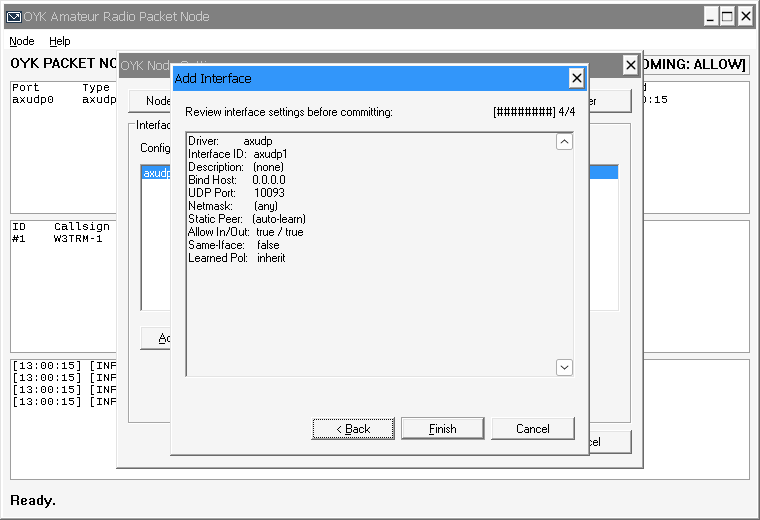 OYK Amateur Radio Packet Node
Node Help
OYK PACKET NO
OMING: ALLOW]
OYK Node
Add Interface
Port Type
axudp0 axudp
0:15
Node
er
Review interface settings before committing: [########] 4/4
Interfac
Config
axudp
Driver: axudp
Interface ID: axudp1
Description: (none)
Bind Host: 0.0.0.0
UDP Port: 10093
Netmask: (any)
Static Peer: (auto-learn)
Allow In/Out: true / true
Same-Iface: false
Learned Pol: inherit
ID Callsign
#1 W3TRM-1
Ad
[13:00:15] [INF
[13:00:15] [INF
[13:00:15] [INF
[13:00:15] [INF
< Back Finish Cancel
cel
Ready.